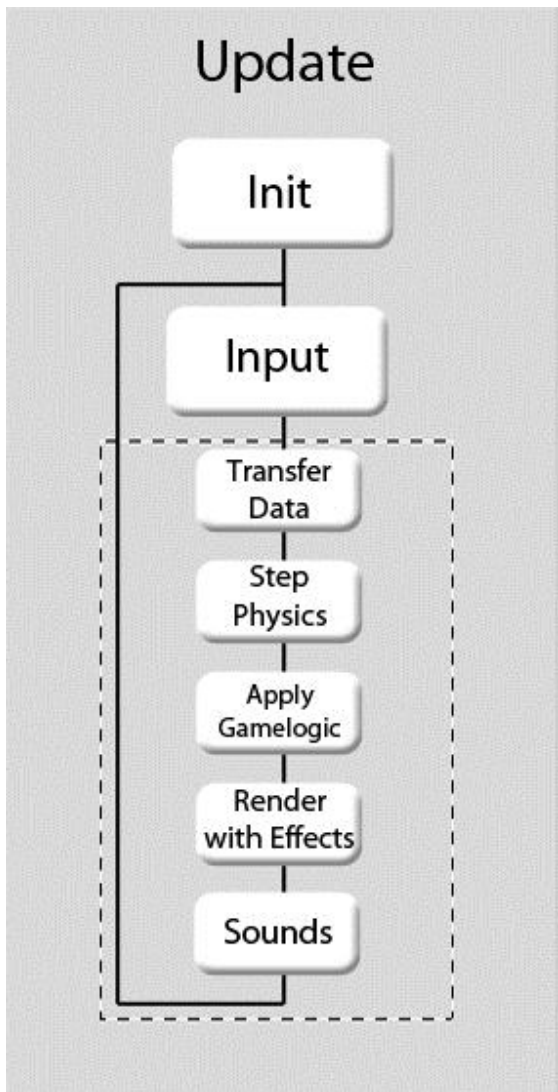 Update
Init
Input
Transfer
Data
Step
Physics
Apply
Gamelogic
Render
with Effects
Sounds